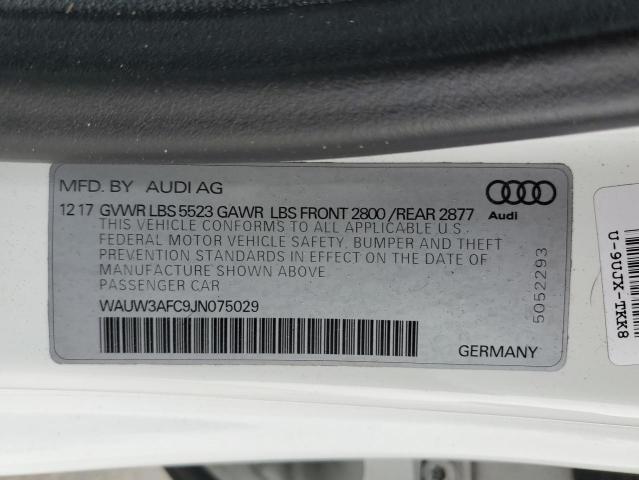 MFD. BY AUDI AG
12 17 GVWR LBS 5523 GAWR LBS FRONT 2800 /REAR 2877
Audi
THIS VEHICLE CONFORMS TO ALL APPLICABLE U.S.
FEDERAL MOTOR VEHICLE SAFETY, BUMPER AND THEFT
PREVENTION STANDARDS IN EFFECT ON THE DATE OF
MANUFACTURE SHOWN ABOVE
PASSENGER CAR
WAUW3AFC9JN075029
GERMANY
5052293
U-9UJX-TKK8